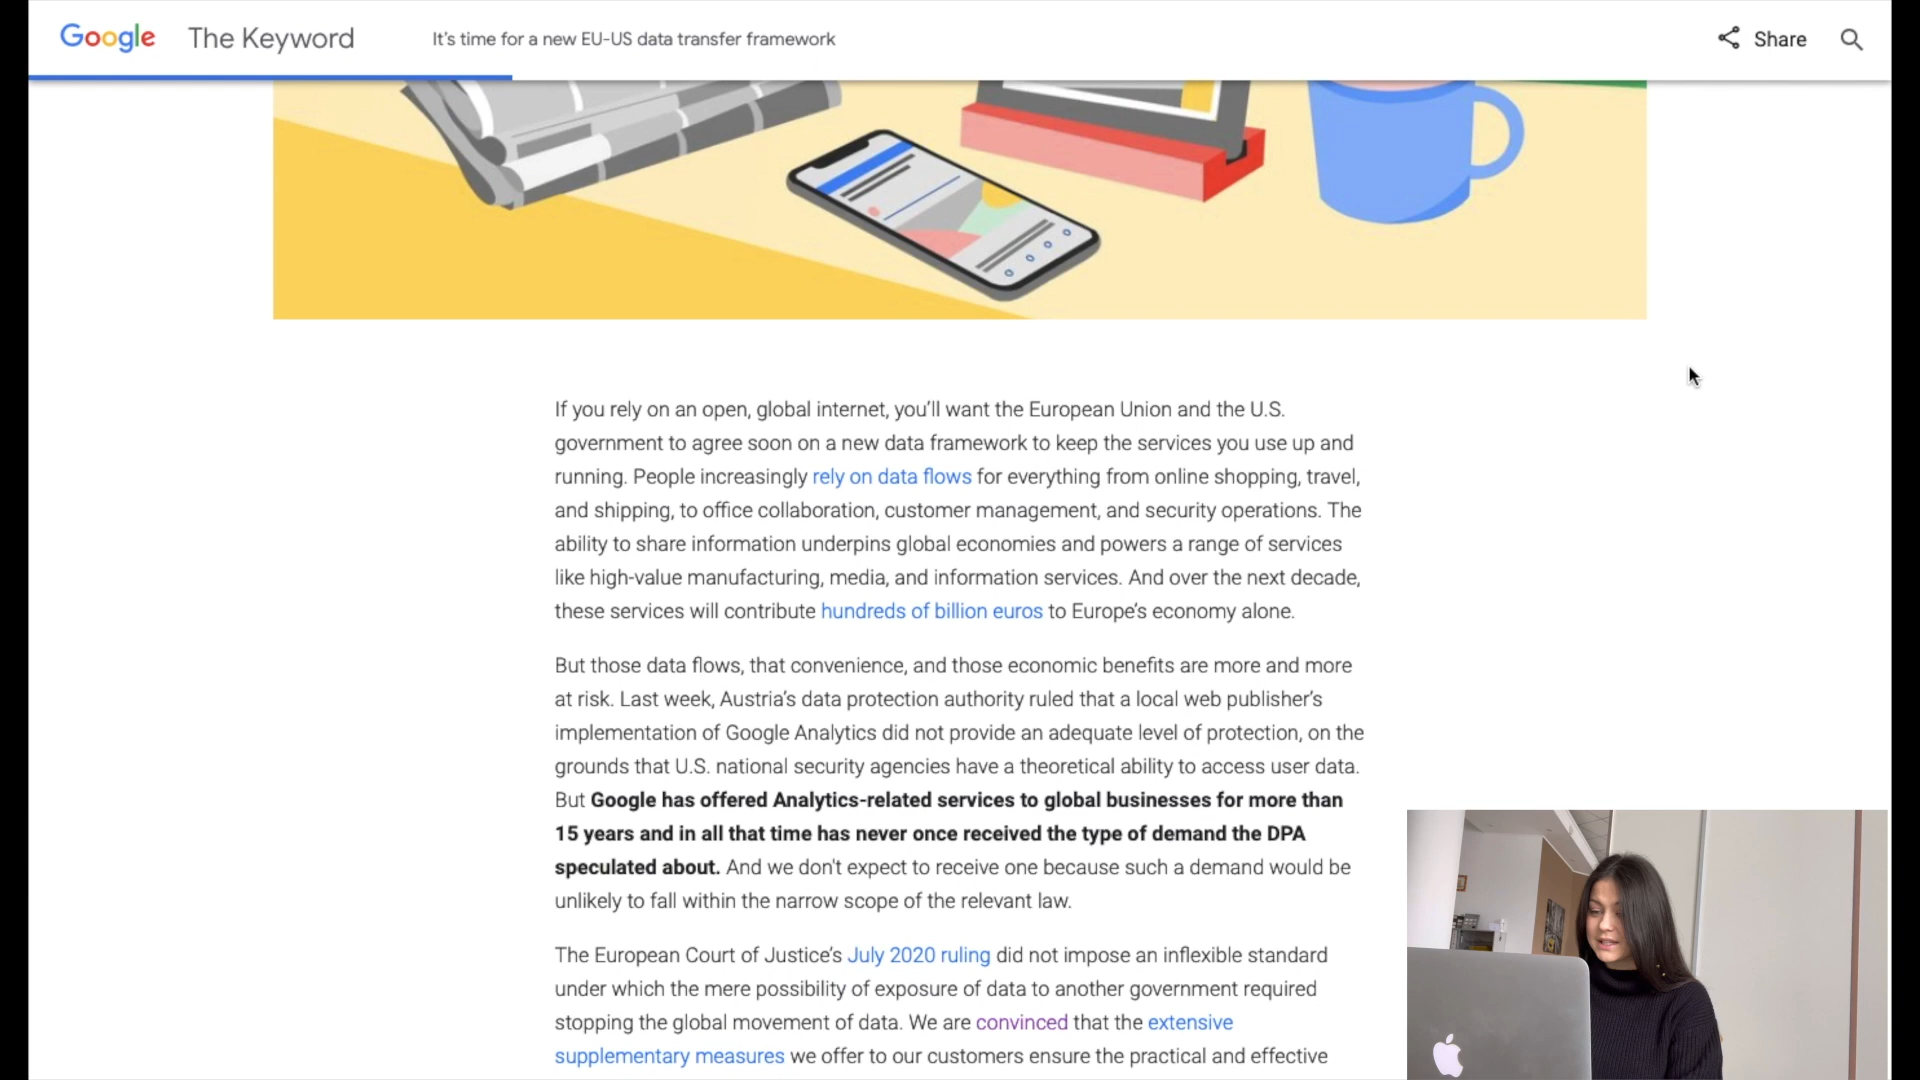 Google The Keyword It's time for a new EU-US data transfer framework Share
If you rely on an open, global internet, you'll want the European Union and the U.S.
government to agree soon on a new data framework to keep the services you use up and
running. People increasingly rely on data flows for everything from online shopping, travel,
and shipping, to office collaboration, customer management, and security operations. The
ability to share information underpins global economies and powers a range of services
like high-value manufacturing, media, and information services. And over the next decade,
these services will contribute hundreds of billion euros to Europe's economy alone.
But those data flows, that convenience, and those economic benefits are more and more
at risk. Last week, Austria's data protection authority ruled that a local web publisher's
implementation of Google Analytics did not provide an adequate level of protection, on the
grounds that U.S. national security agencies have a theoretical ability to access user data.
But Google has offered Analytics-related services to global businesses for more than
15 years and in all that time has never once received the type of demand the DPA
speculated about. And we don't expect to receive one because such a demand would be
unlikely to fall within the narrow scope of the relevant law.
The European Court of Justice's July 2020 ruling did not impose an inflexible standard
under which the mere possibility of exposure of data to another government required
stopping the global movement of data. We are convinced that the extensive
supplementary measures we offer to our customers ensure the practical and effective